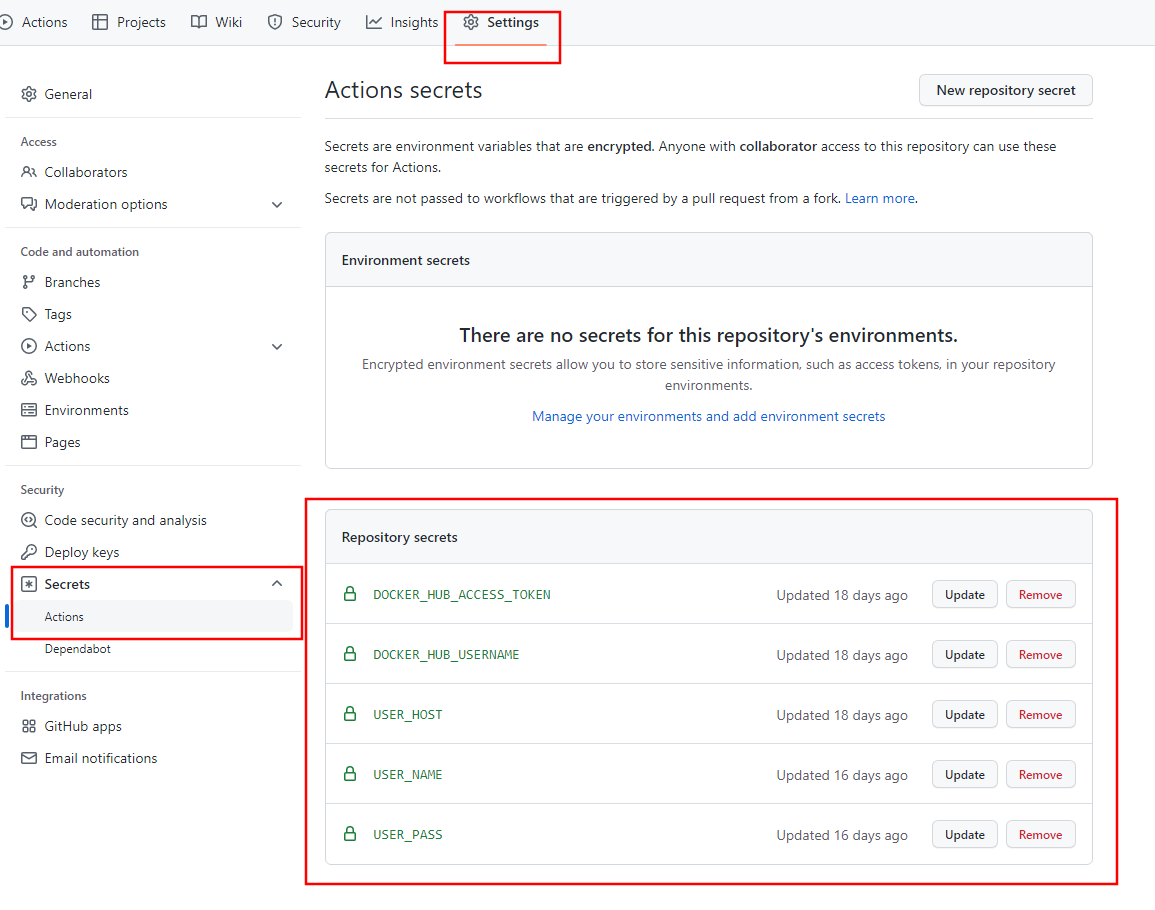 Actions
Projects
Wiki
Security
Insights
Settings
General
Access
Collaborators
Moderation options
Code and automation
Branches
Tags
Actions
Webhooks
Environments
Pages
Security
Code security and analysis
Deploy keys
Secrets
Actions
Dependabot
Integrations
GitHub apps
Email notifications
Actions secrets
New repository secret
Secrets are environment variables that are encrypted. Anyone with collaborator access to this repository can use these
secrets for Actions.
Secrets are not passed to workflows that are triggered by a pull request from a fork. Learn more.
Environment secrets
There are no secrets for this repository's environments.
Encrypted environment secrets allow you to store sensitive information, such as access tokens, in your repository
environments.
Manage your environments and add environment secrets
Repository secrets
DOCKER_HUB_ACCESS_TOKEN Updated 18 days ago Update Remove
DOCKER_HUB_USERNAME Updated 18 days ago Update Remove
USER_HOST Updated 18 days ago Update Remove
USER_NAME Updated 16 days ago Update Remove
USER_PASS Updated 16 days ago Update Remove